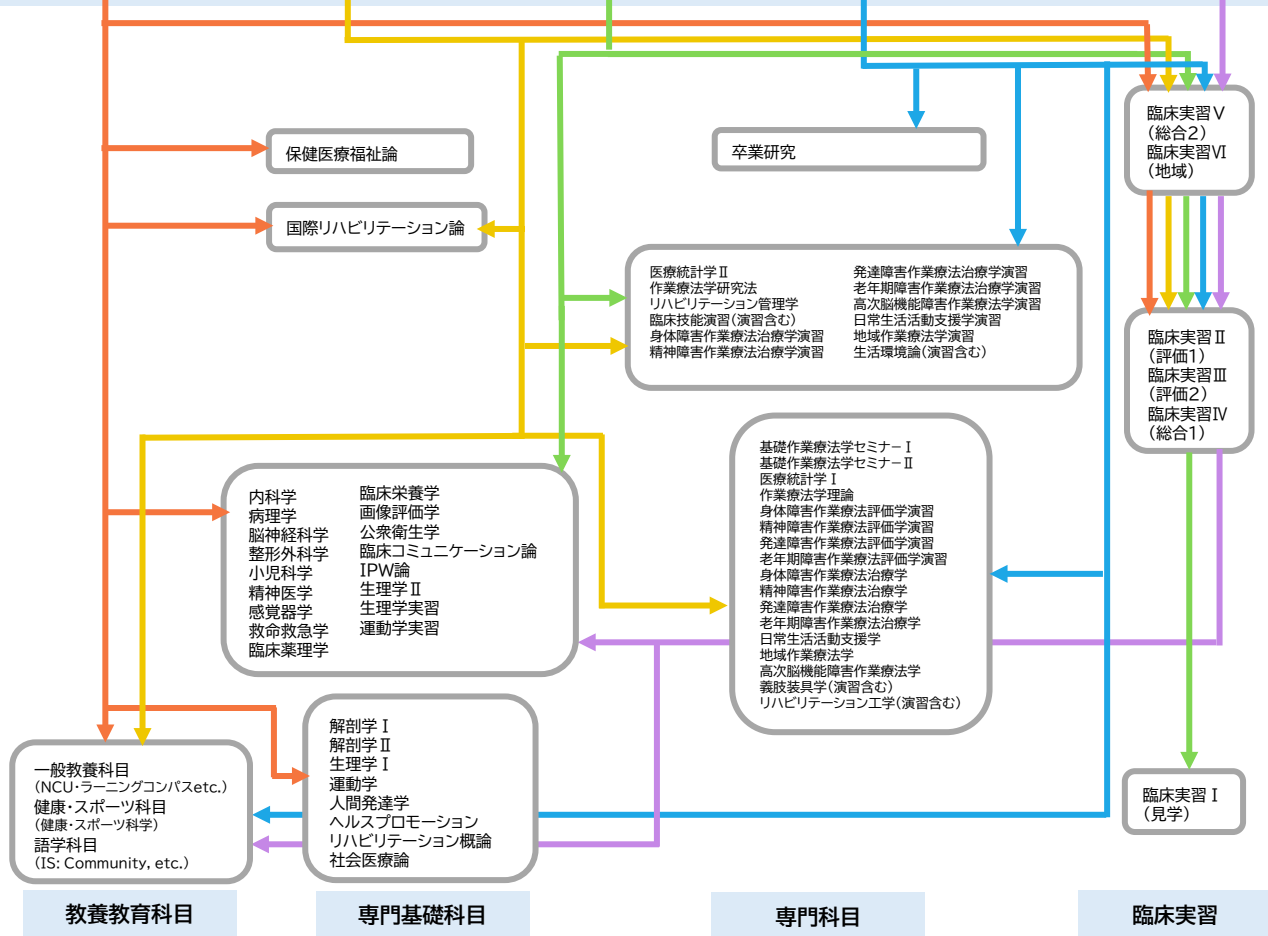 保健医療福祉論
国際リハビリテーション論
卒業研究
臨床実習Ⅴ
(総合2)
臨床実習Ⅵ
(地域)
医療統計学Ⅱ
作業療法学研究法
リハビリテーション管理学
臨床技能演習(演習含む)
身体障害作業療法治療学演習
精神障害作業療法治療学演習
発達障害作業療法治療学演習
老年期障害作業療法治療学演習
高次脳機能障害作業療法学演習
日常生活活動支援学演習
地域作業療法学演習
生活環境論(演習含む)
臨床実習Ⅱ
(評価1)
臨床実習Ⅲ
(評価2)
臨床実習Ⅳ
(総合1)
内科学
病理学
脳神経科学
整形外科学
小児科学
精神医学
感覚器学
救命救急学
臨床薬理学
臨床栄養学
画像評価学
公衆衛生学
臨床コミュニケーション論
IPW論
生理学Ⅱ
生理学実習
運動学実習
基礎作業療法学セミナーⅠ
基礎作業療法学セミナーⅡ
医療統計学Ⅰ
作業療法学理論
身体障害作業療法評価学演習
精神障害作業療法評価学演習
発達障害作業療法評価学演習
老年期障害作業療法評価学演習
身体障害作業療法治療学
精神障害作業療法治療学
発達障害作業療法治療学
老年期障害作業療法治療学
日常生活活動支援学
地域作業療法学
高次脳機能障害作業療法学
義肢装具学(演習含む)
リハビリテーション工学(演習含む)
一般教養科目
(NCU・ラーニングコンパスetc.)
健康・スポーツ科目
(健康・スポーツ科学)
語学科目
(IS: Community, etc.)
解剖学Ⅰ
解剖学Ⅱ
生理学Ⅰ
運動学
人間発達学
ヘルスプロモーション
リハビリテーション概論
社会医療論
臨床実習Ⅰ
(見学)
教養教育科目
専門基礎科目
専門科目
臨床実習